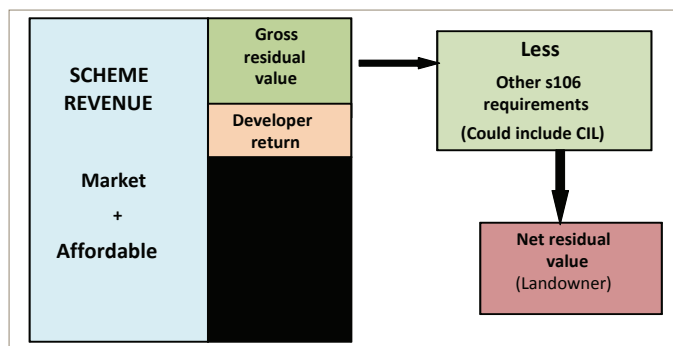 SCHEME
REVENUE
Market
+
Affordable
Gross
residual
value
Developer
return
Less
Other s106
requirements
(Could include CIL)
Net residual
value
(Landowner)